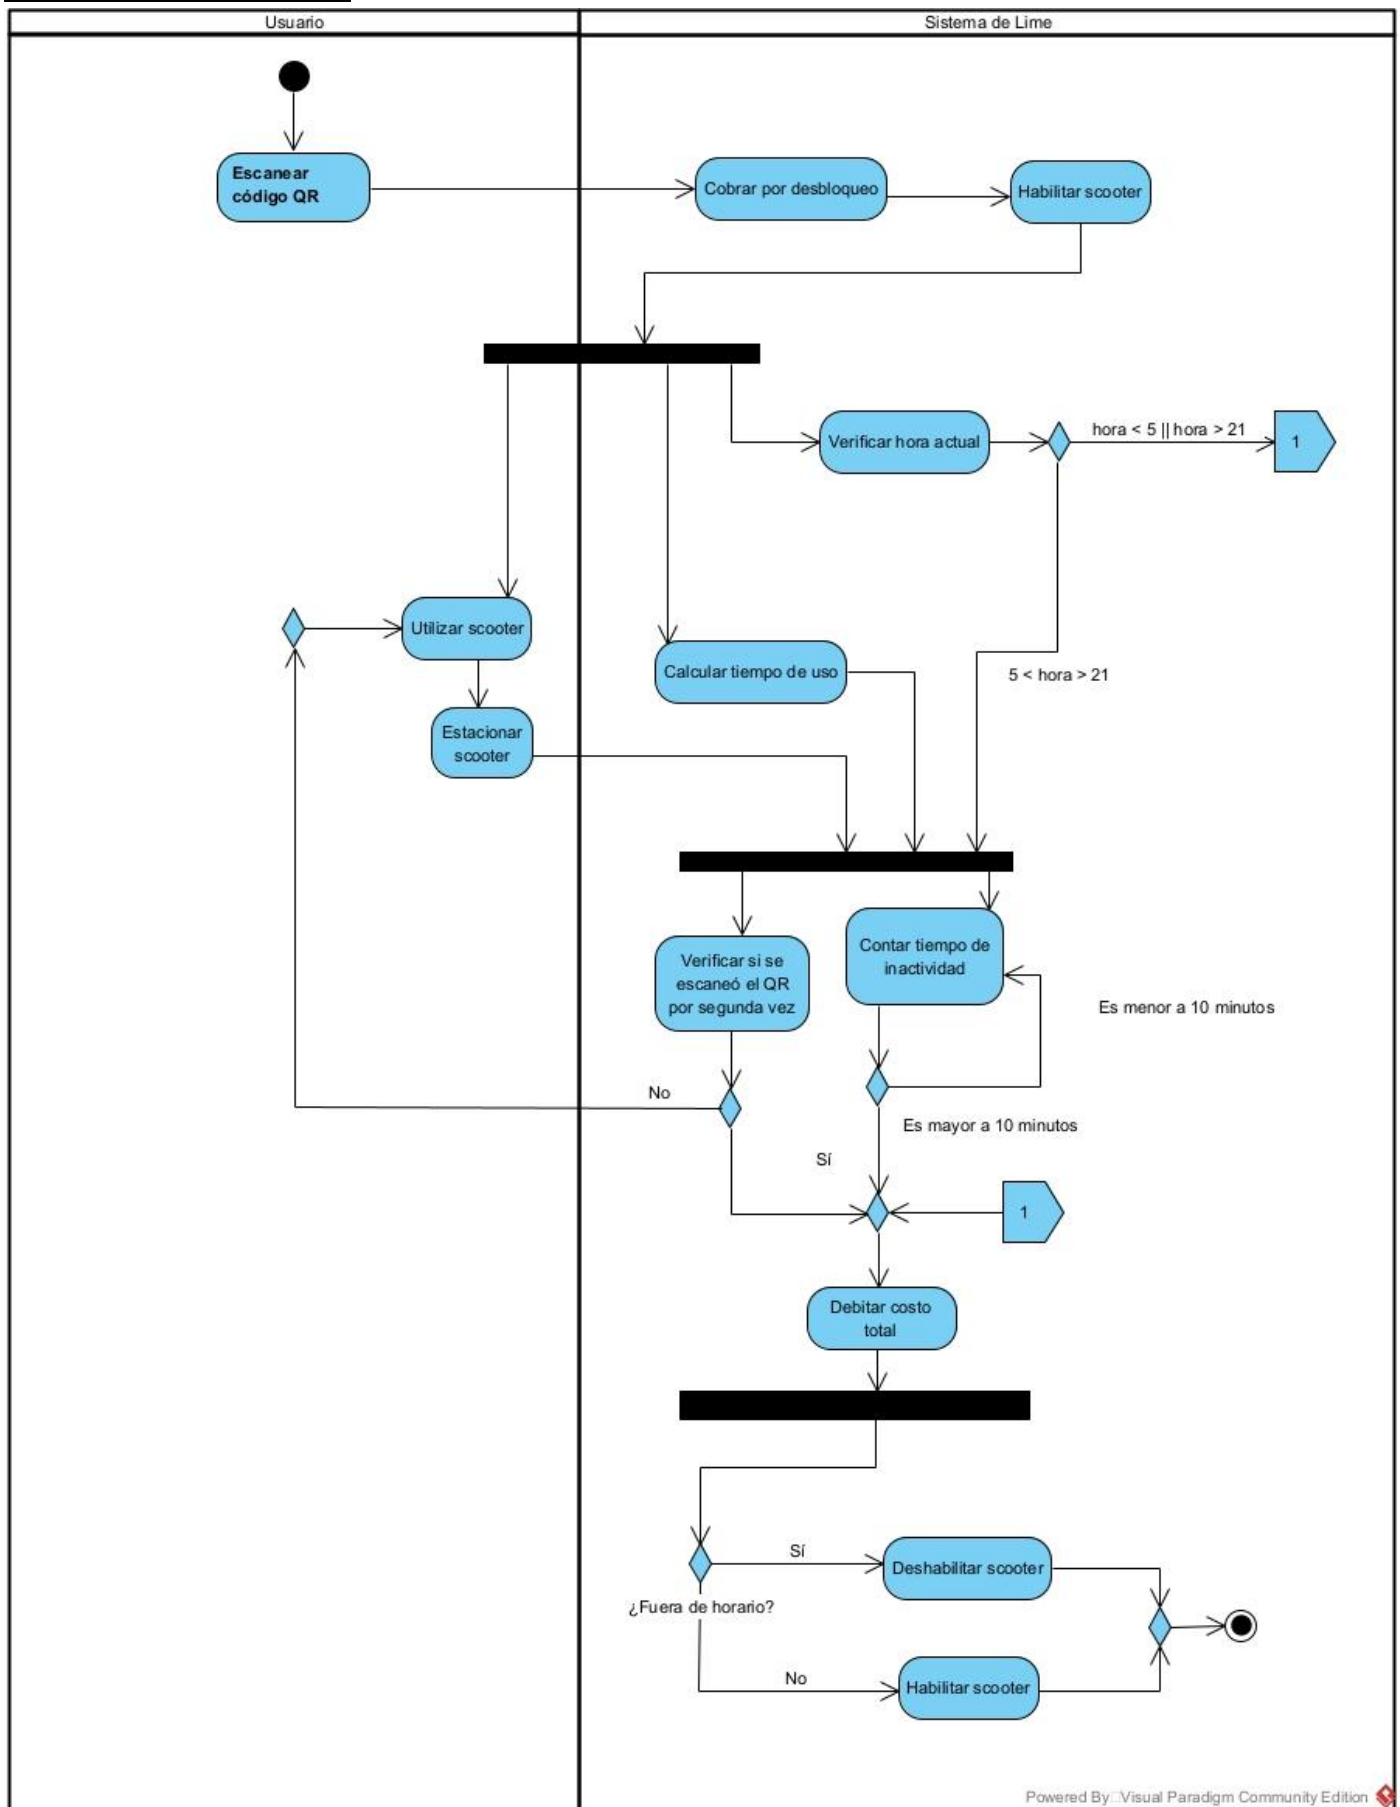 Usuario
Sistema de Lime
Escanear
código QR
Cobrar por desbloqueo
Habilitar scooter
Verificar hora actual
hora < 5 || hora > 21
1
Utilizar scooter
Calcular tiempo de uso
5 < hora > 21
Estacionar
scooter
Verificar si se
escaneó el QR
por segunda vez
Contar tiempo de
inactividad
Es menor a 10 minutos
No
Es mayor a 10 minutos
Sí
1
Debitar costo
total
Sí
Deshabilitar scooter
¿Fuera de horario?
No
Habilitar scooter
Powered By Visual Paradigm Community Edition